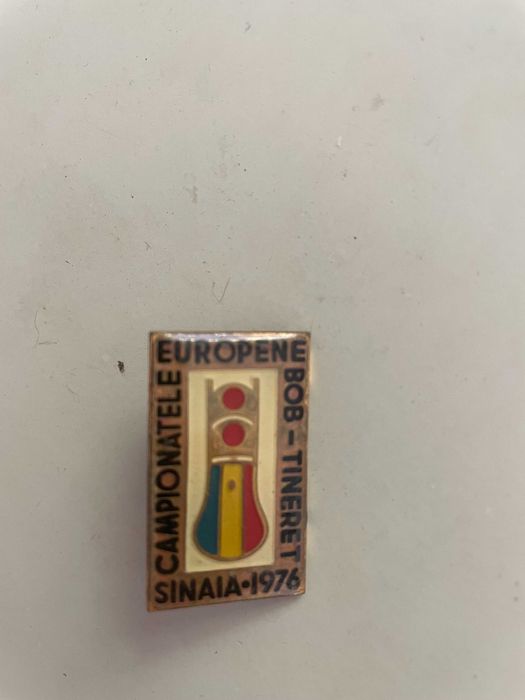 CAMPIONATELE
EUROPENE
BOB - TINERET
SINAIA•1976